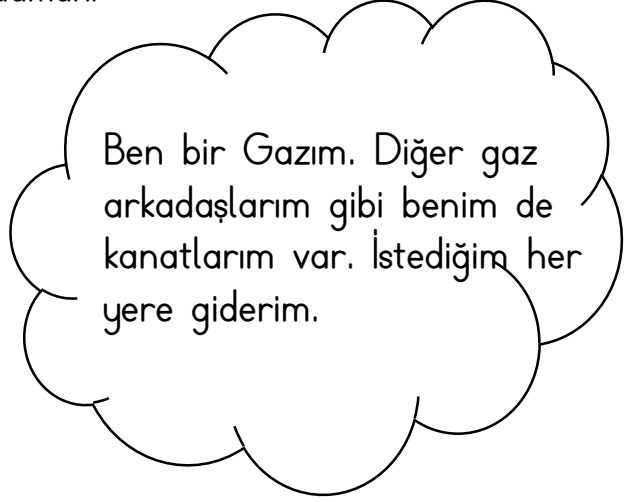 Ben bir Gazım. Diğer gaz
arkadaşlarım gibi benim de
kanatlarım var. İstediğim her
yere giderim.